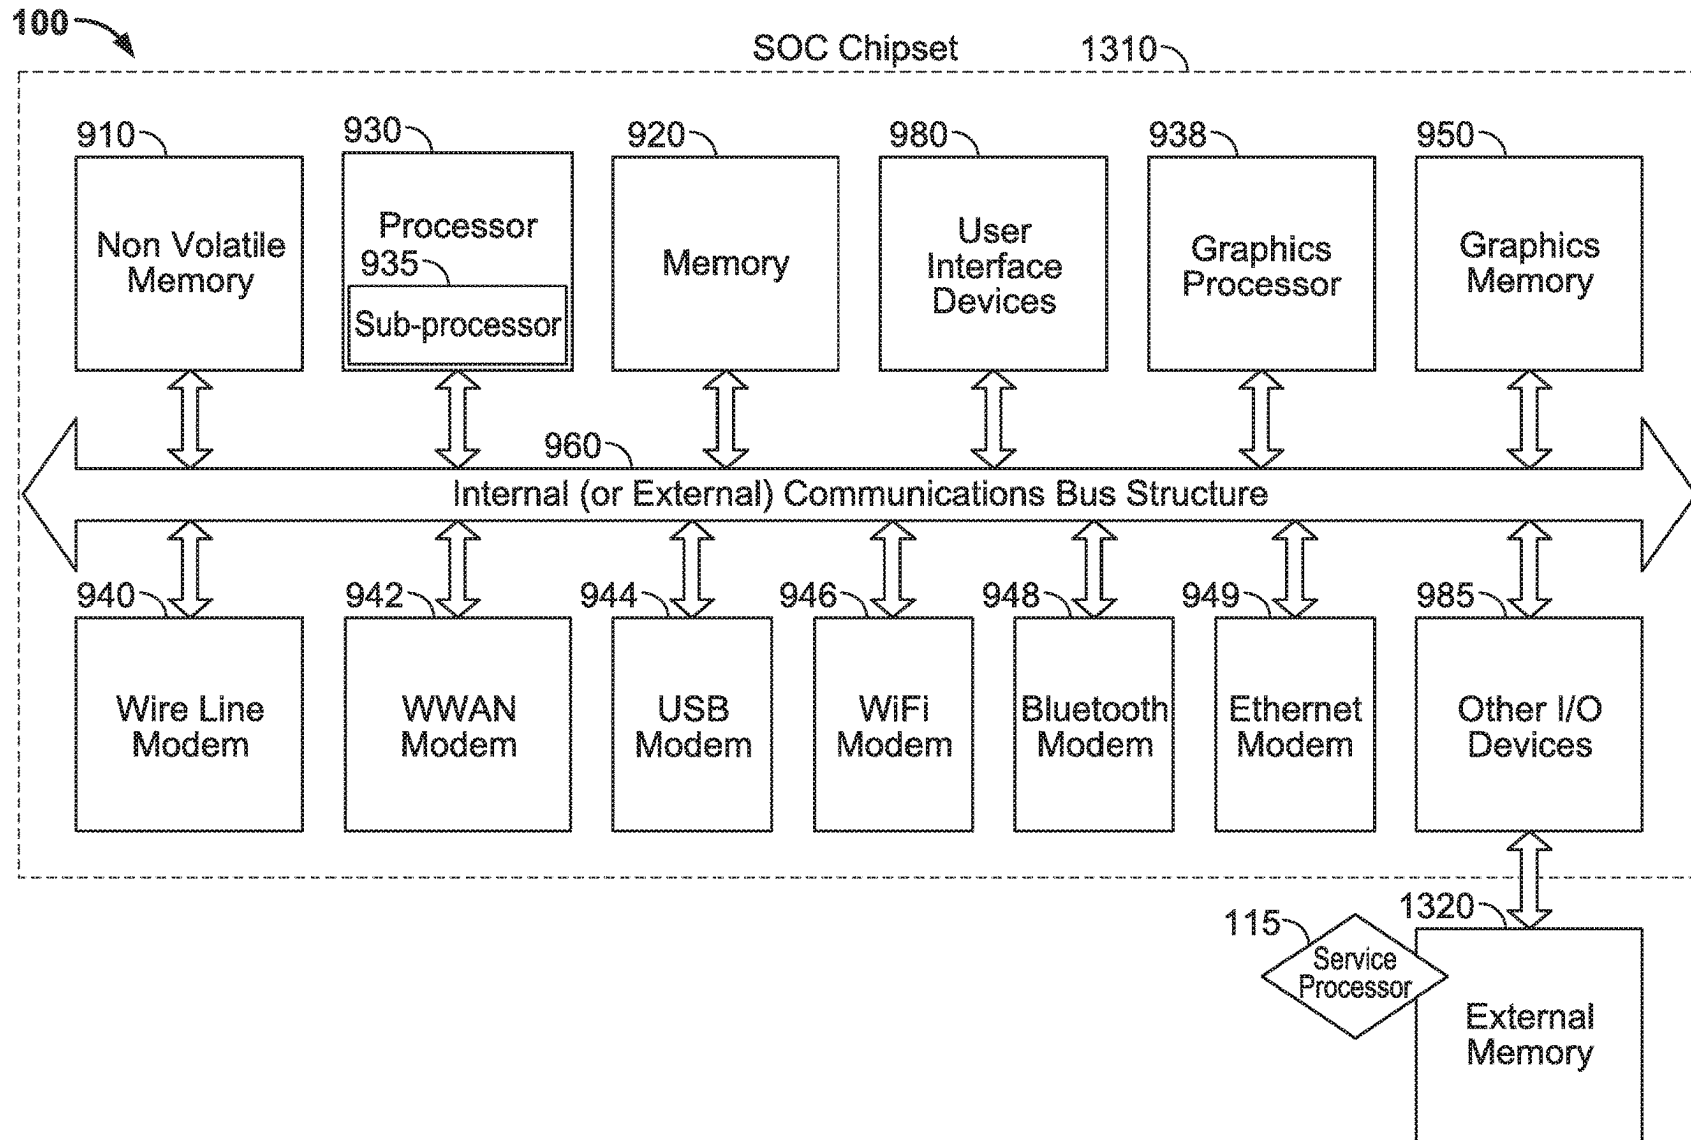 100
SOC Chipset 1310
910 930 920 980 938 950
Non Volatile
Memory
Processor
935
Sub-processor
Memory
User
Interface
Devices
Graphics
Processor
Graphics
Memory
960
Internal (or External) Communications Bus Structure
940 942 944 946 948 949 985
Wire Line
Modem
WWAN
Modem
USB
Modem
WiFi
Modem
Bluetooth
Modem
Ethernet
Modem
Other I/O
Devices
115
1320
Service
Processor
External
Memory